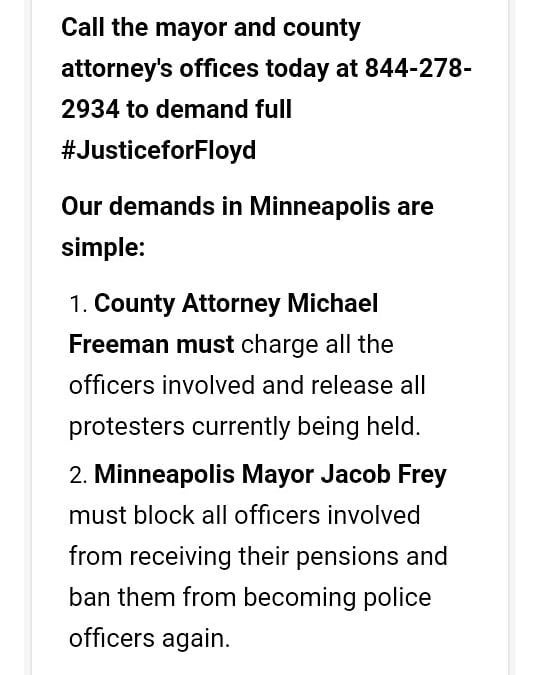 Call the mayor and county
attorney's offices today at 844-278-
2934 to demand full
#JusticeforFloyd
Our demands in Minneapolis are
simple:
1. County Attorney Michael
Freeman must charge all the
officers involved and release all
protesters currently being held.
2. Minneapolis Mayor Jacob Frey
must block all officers involved
from receiving their pensions and
ban them from becoming police
officers again.